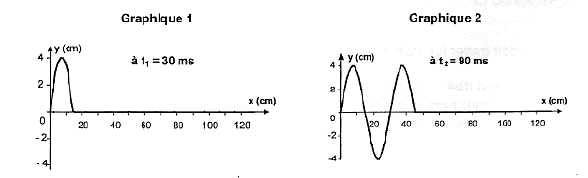 Graphique 1
y (cm)
à t₁ = 30 ms
4
2
0
-2
-4
20 40 60 80 100 120
x (cm)
Graphique 2
y (cm)
à t₂ = 90 ms
4
2
0
-2
-4
20 40 60 80 100 120
x (cm)